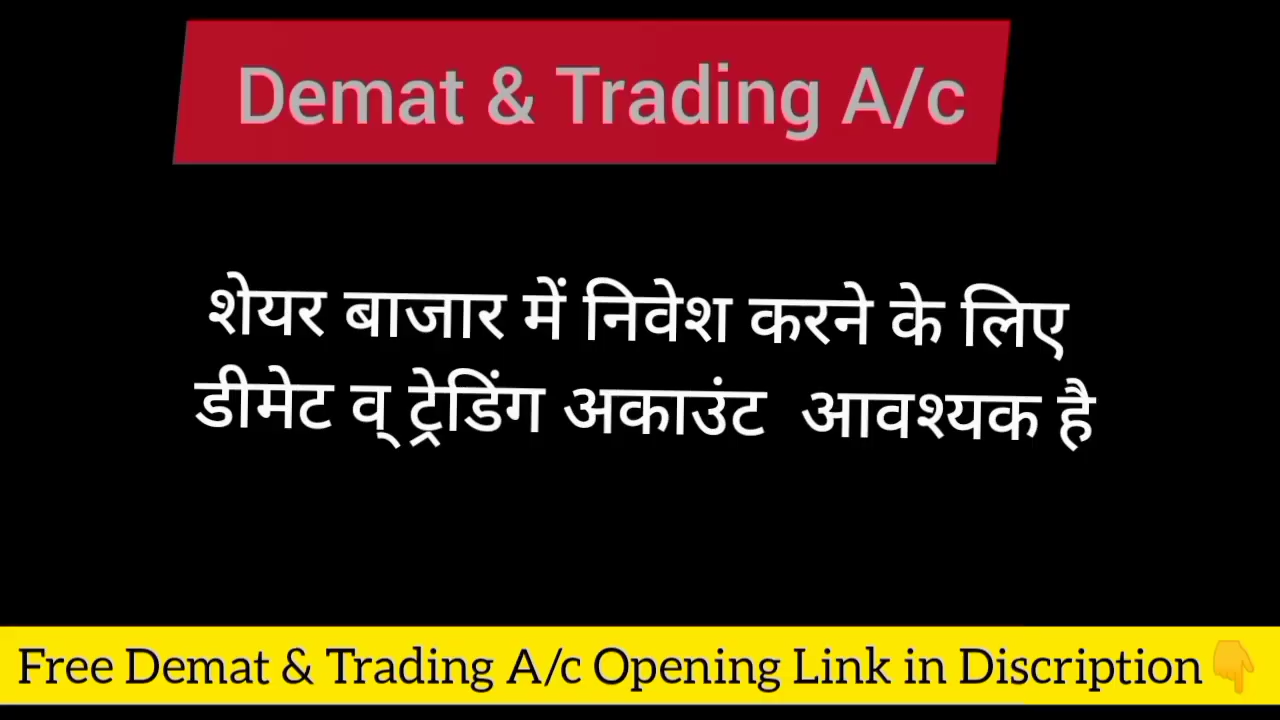 Demat & Trading A/c
शेयर बाजार में निवेश करने के लिए
डीमेट व् ट्रेडिंग अकाउंट आवश्यक है
Free Demat & Trading A/c Opening Link in Discription👇